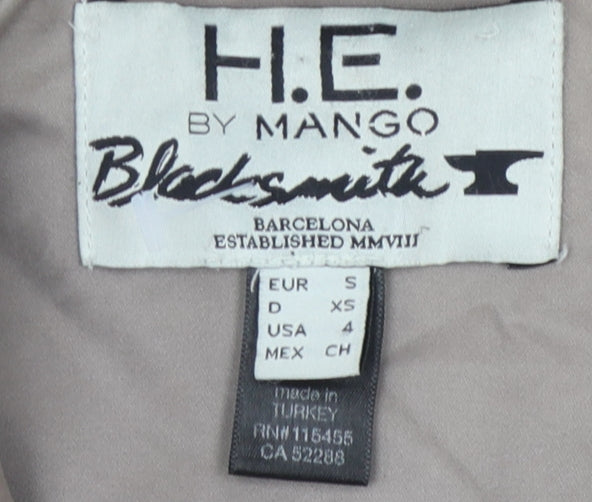 H.E.
BY MANGO
Blacksmith
BARCELONA
ESTABLISHED MMVIII
EUR S
D XS
USA 4
MEX CH
made in
TURKEY
RN# 115455
CA 52288